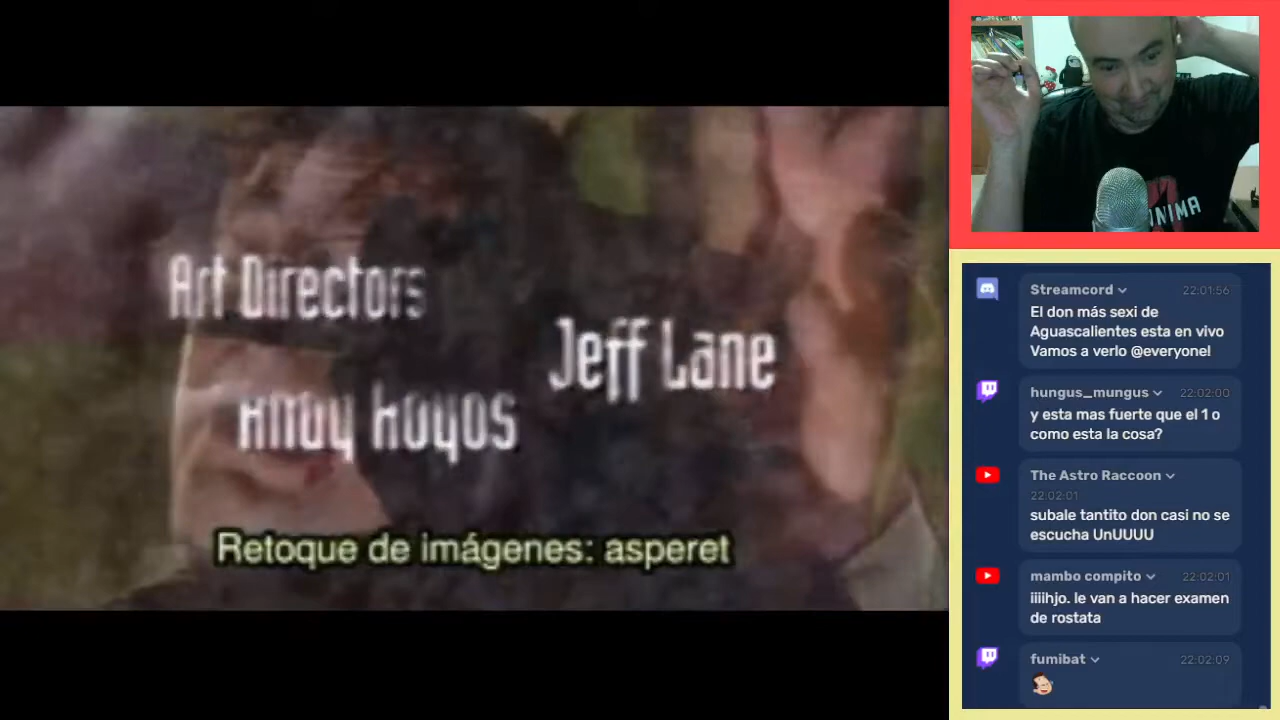 Art Directors
Jeff Lane
Andy Hoyos
Retoque de imágenes: asperet
NIMA
Streamcord 22:01:56
El don más sexi de
Aguascalientes esta en vivo
Vamos a verlo @everyone!
hungus_mungus 22:02:00
y esta mas fuerte que el 1 o
como esta la cosa?
The Astro Raccoon
22:02:01
subale tantito don casi no se
escucha UnUUUU
mambo compito 22:02:01
iiiihjo. le van a hacer examen
de rostata
fumibat 22:02:09